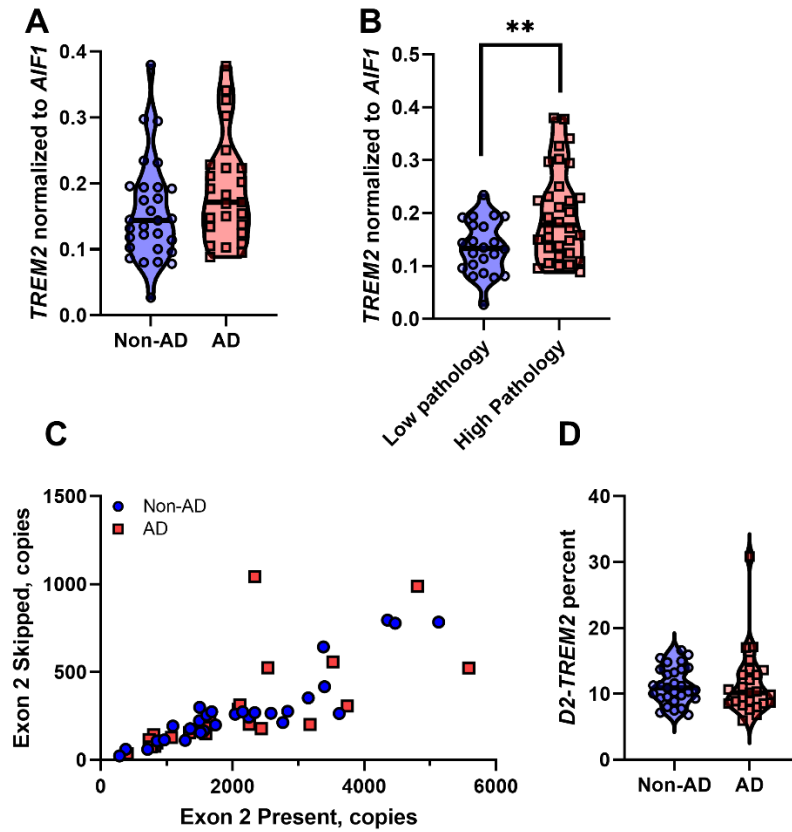 A
TREM2 normalized to AIF1
0.4
0.3
0.2
0.1
0.0
Non-AD AD
B
**
TREM2 normalized to AIF1
0.5
0.4
0.3
0.2
0.1
0.0
Low pathology
High Pathology
C
Non-AD
AD
Exon 2 Skipped, copies
1500
1000
500
0
0 2000 4000 6000
Exon 2 Present, copies
D
D2-TREM2 percent
40
30
20
10
0
Non-AD AD